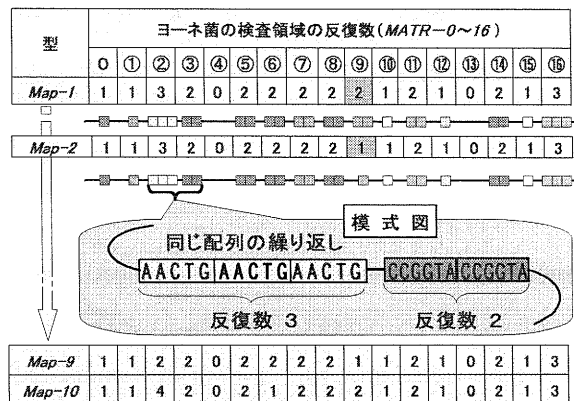 型 ヨーネ菌の検査領域の反復数(MATR-0～16)
0 ① ② ③ ④ ⑤ ⑥ ⑦ ⑧ ⑨ ⑩ ⑪ ⑫ ⑬ ⑭ ⑮ ⑯
Map-1 1 1 3 2 0 2 2 2 2 2 1 2 1 0 2 1 3
Map-2 1 1 3 2 0 2 2 2 2 1 1 2 1 0 2 1 3
模式図
同じ配列の繰り返し
AACTGAACTGAACTG CCGGTACCGGTA
反復数 3 反復数 2
Map-9 1 1 2 2 0 2 2 2 2 1 1 2 1 0 2 1 3
Map-10 1 1 4 2 0 2 1 2 2 2 1 2 1 0 2 1 3